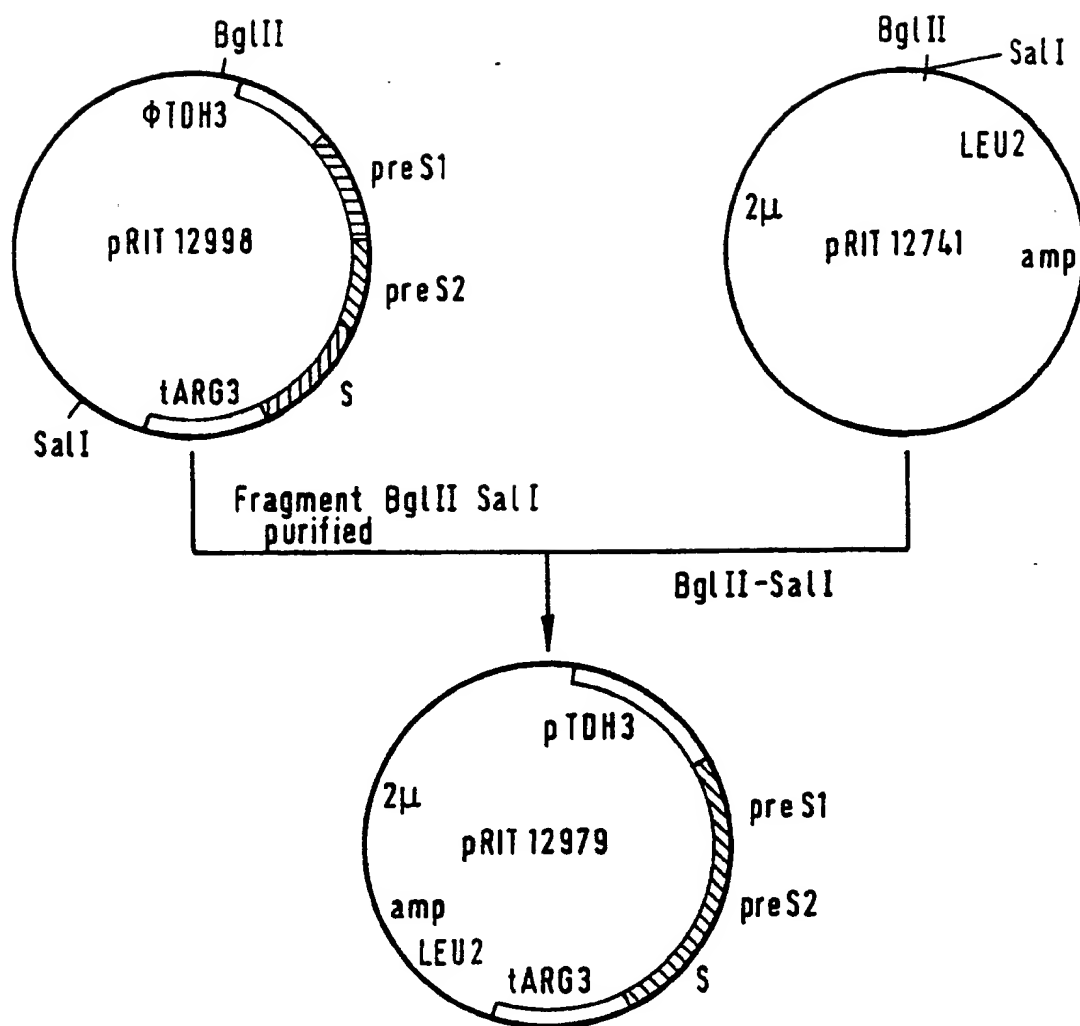 BglII
ΦTDH3
preS1
pRIT 12998
preS2
tARG3
S
SalI
BglII
SalI
LEU2
2μ
pRIT 12741
amp
Fragment BglII SalI
purified
BglII-SalI
pTDH3
2μ
preS1
pRIT 12979
preS2
amp
LEU2
tARG3
S